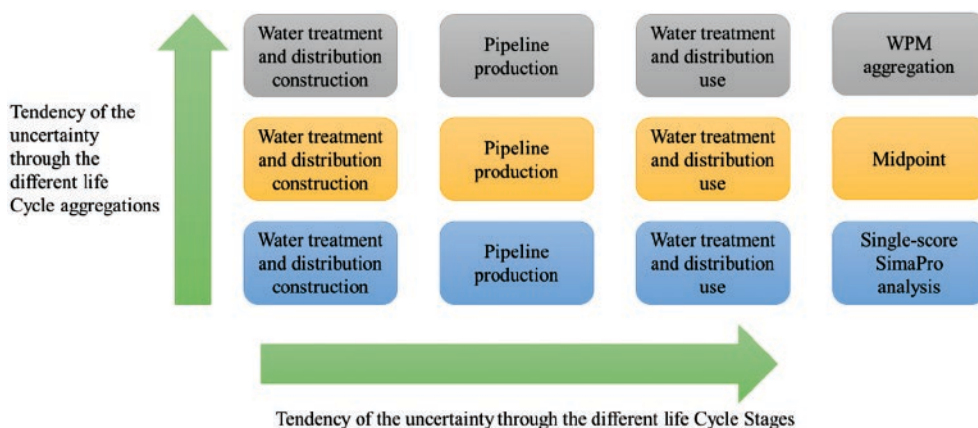 Water treatment
and distribution
construction
Pipeline
production
Water treatment
and distribution
use
WPM
aggregation
Tendency of the
uncertainty
through the
different life
Cycle aggregations
Water treatment
and distribution
construction
Pipeline
production
Water treatment
and distribution
use
Midpoint
Water treatment
and distribution
construction
Pipeline
production
Water treatment
and distribution
use
Single-score
SimaPro
analysis
Tendency of the uncertainty through the different life Cycle Stages